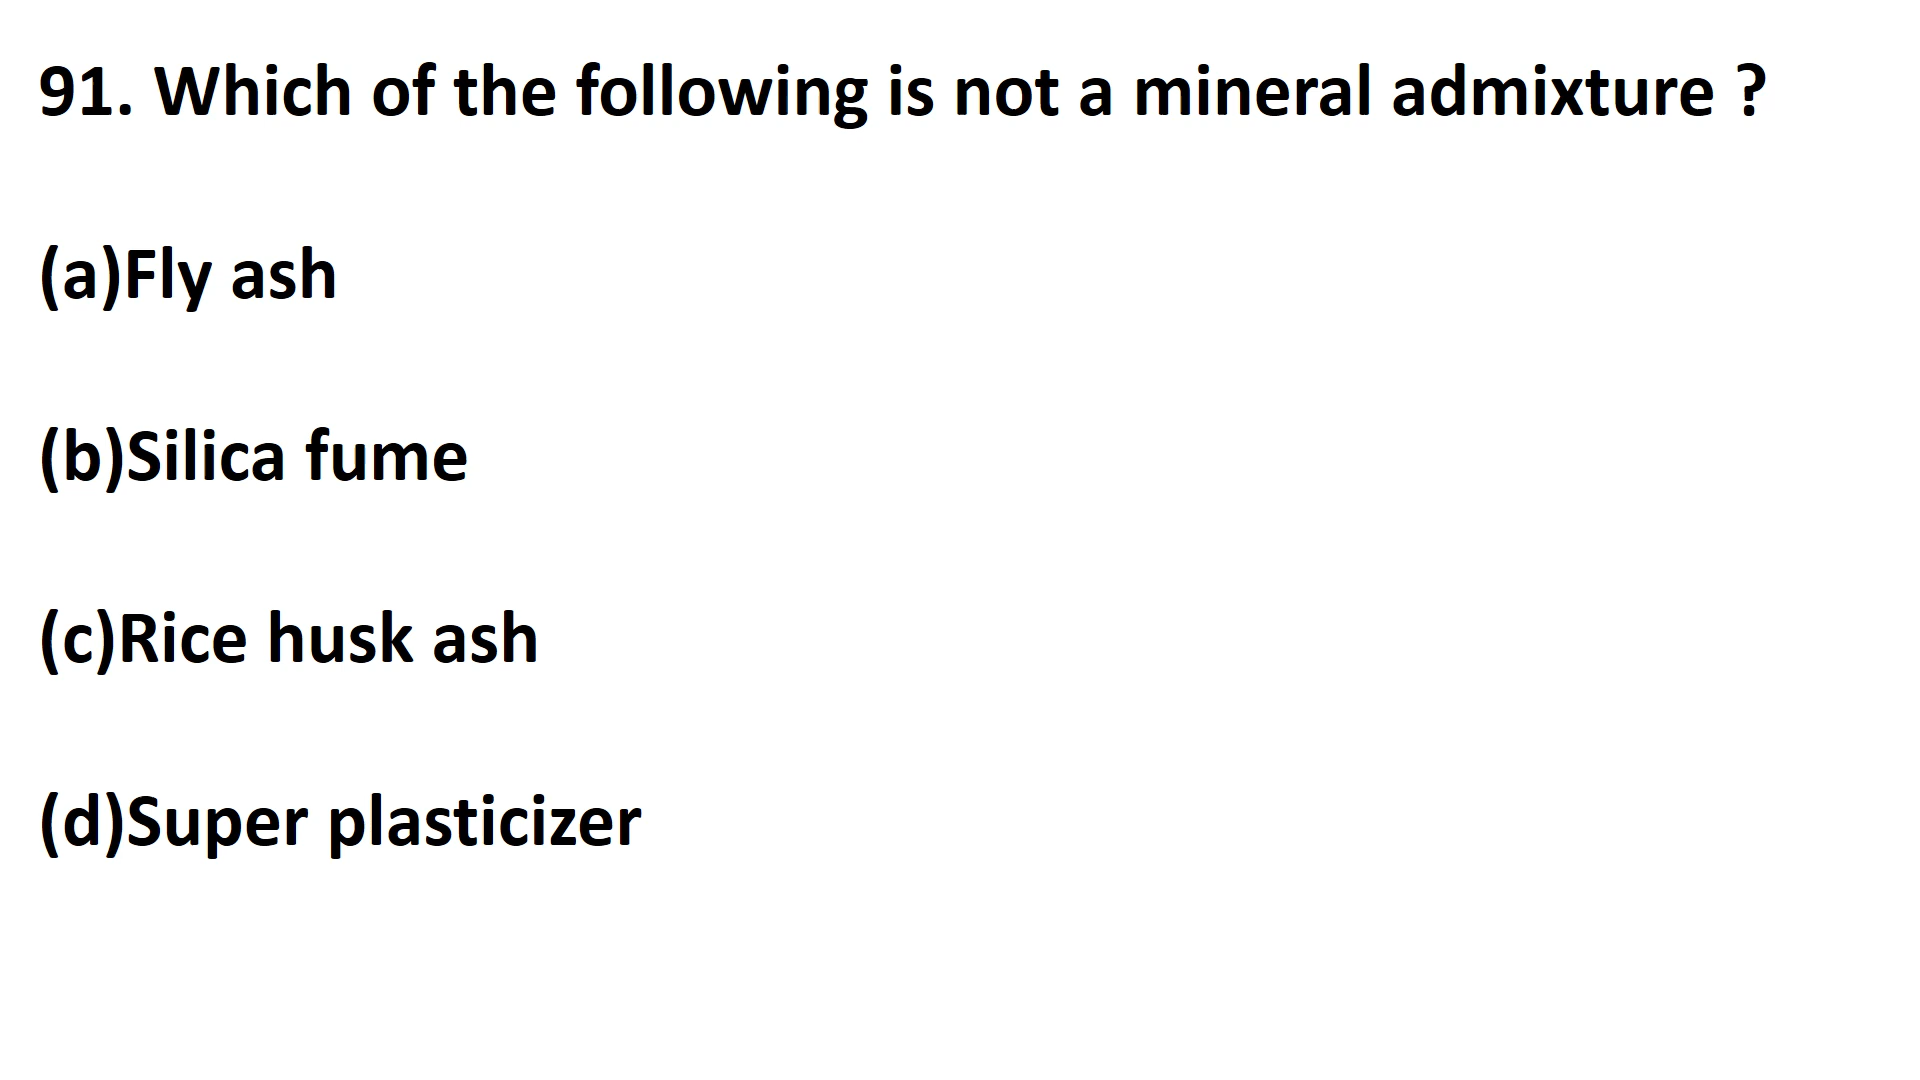 91. Which of the following is not a mineral admixture ?
(a)Fly ash
(b)Silica fume
(c)Rice husk ash
(d)Super plasticizer